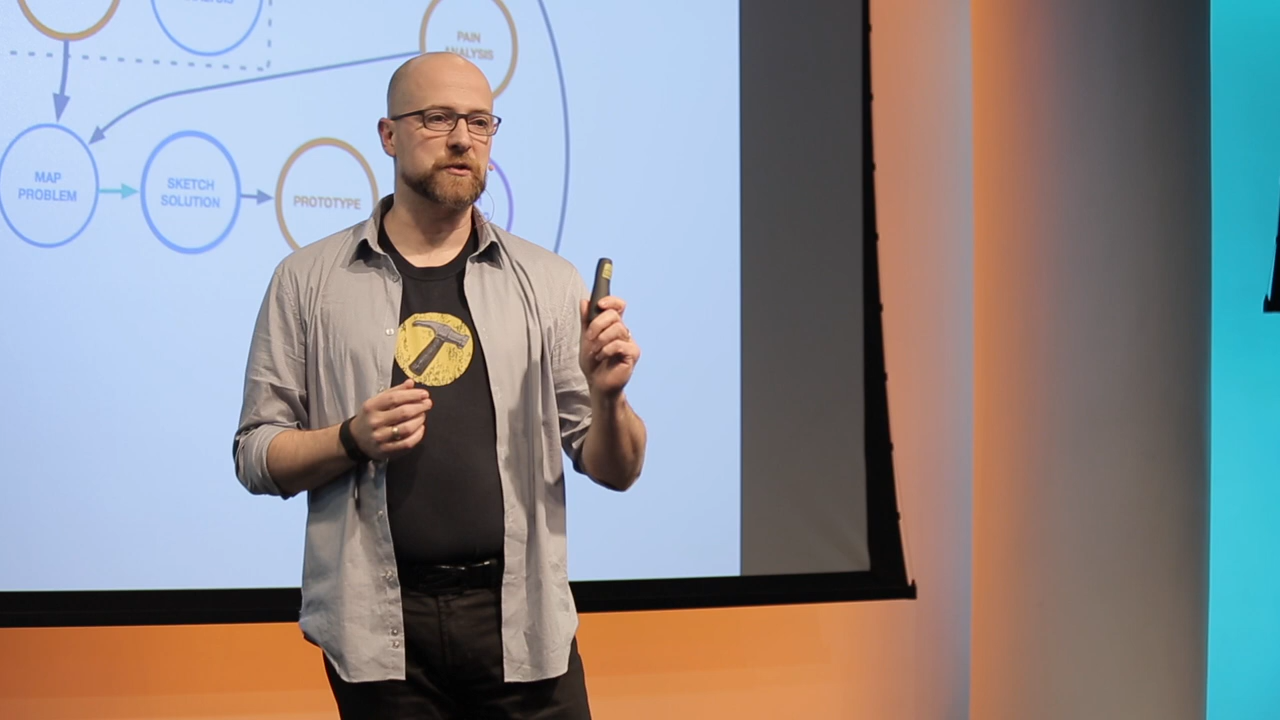 PAIN
ANALYSIS
MAP
PROBLEM
SKETCH
SOLUTION
PROTOTYPE